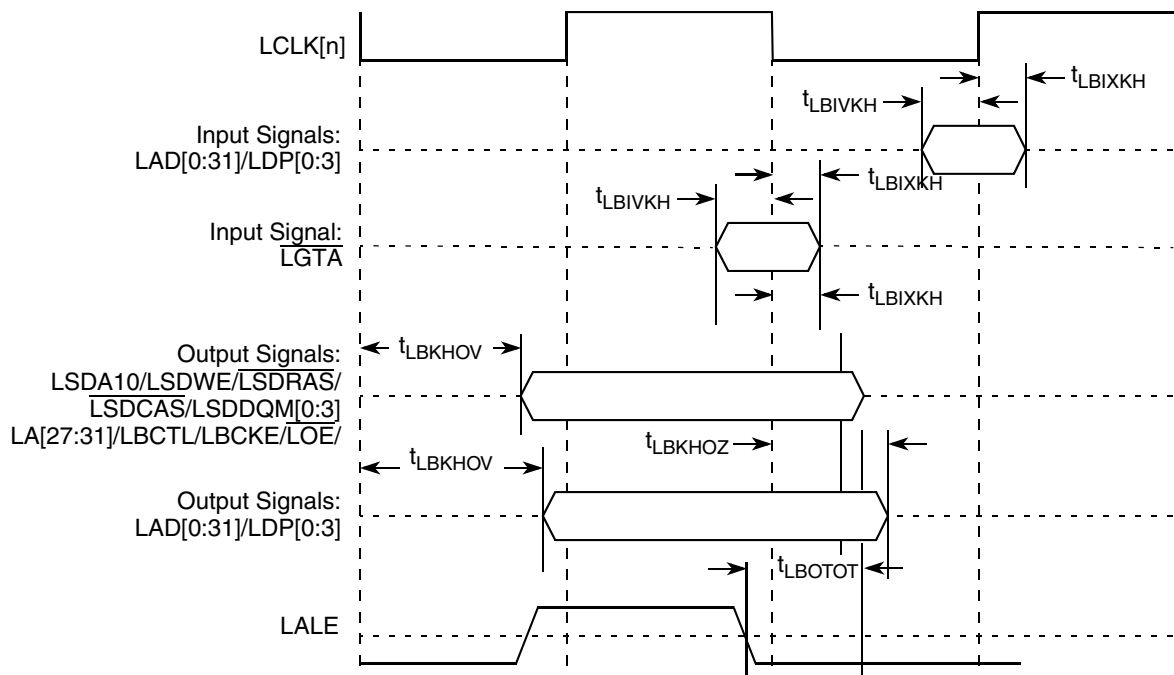 LCLK[n]
tLBIXKH
tLBIVKH
Input Signals:
LAD[0:31]/LDP[0:3]
tLBIXKH
tLBIVKH
Input Signal:
LGTA
tLBIXKH
Output Signals:
tLBKHOV
LSDA10/LSDWE/LSDRAS/
LSDCAS/LSDDQM[0:3]
LA[27:31]/LBCTL/LBCKE/LOE/
tLBKHOZ
tLBKHOV
Output Signals:
LAD[0:31]/LDP[0:3]
tLBOTOT
LALE